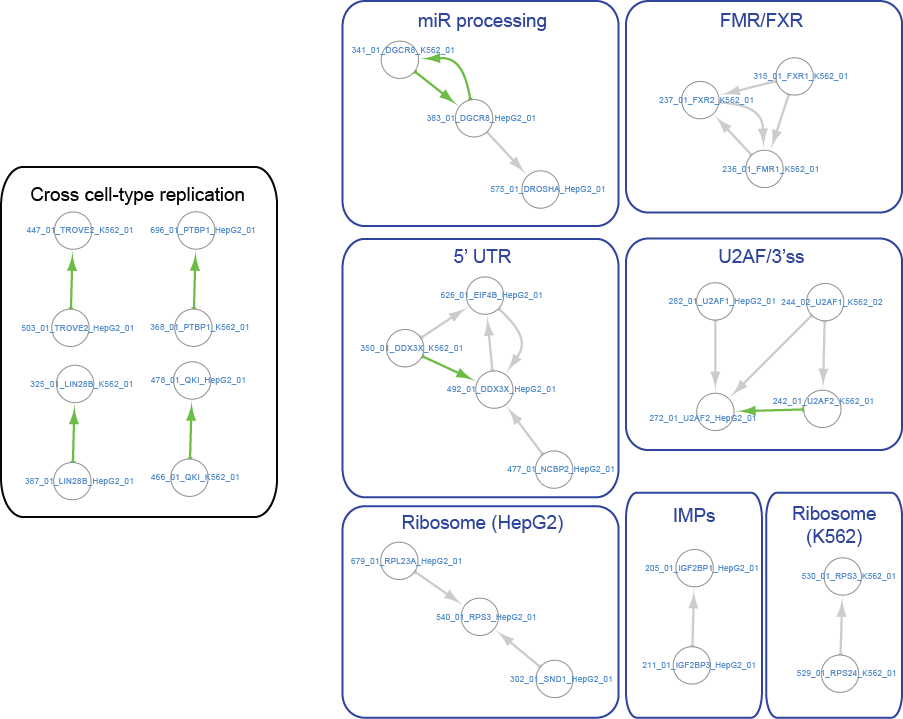 Cross cell-type replication
447_01_TROVE2_K562_01
696_01_PTBP1_HepG2_01
503_01_TROVE2_HepG2_01
368_01_PTBP1_K562_01
325_01_LIN28B_K562_01
478_01_QKI_HepG2_01
387_01_LIN28B_HepG2_01
466_01_QKI_K562_01
miR processing
341_01_DGCR8_K562_01
383_01_DGCR8_HepG2_01
575_01_DROSHA_HepG2_01
FMR/FXR
315_01_FXR1_K562_01
237_01_FXR2_K562_01
236_01_FMR1_K562_01
5’ UTR
626_01_EIF4B_HepG2_01
350_01_DDX3X_K562_01
492_01_DDX3X_HepG2_01
477_01_NCBP2_HepG2_01
U2AF/3’ss
282_01_U2AF1_HepG2_01
244_02_U2AF1_K562_02
242_01_U2AF2_K562_01
272_01_U2AF2_HepG2_01
Ribosome (HepG2)
679_01_RPL23A_HepG2_01
540_01_RPS3_HepG2_01
302_01_SND1_HepG2_01
IMPs
205_01_IGF2BP1_HepG2_01
211_01_IGF2BP3_HepG2_01
Ribosome
(K562)
530_01_RPS3_K562_01
529_01_RPS24_K562_01